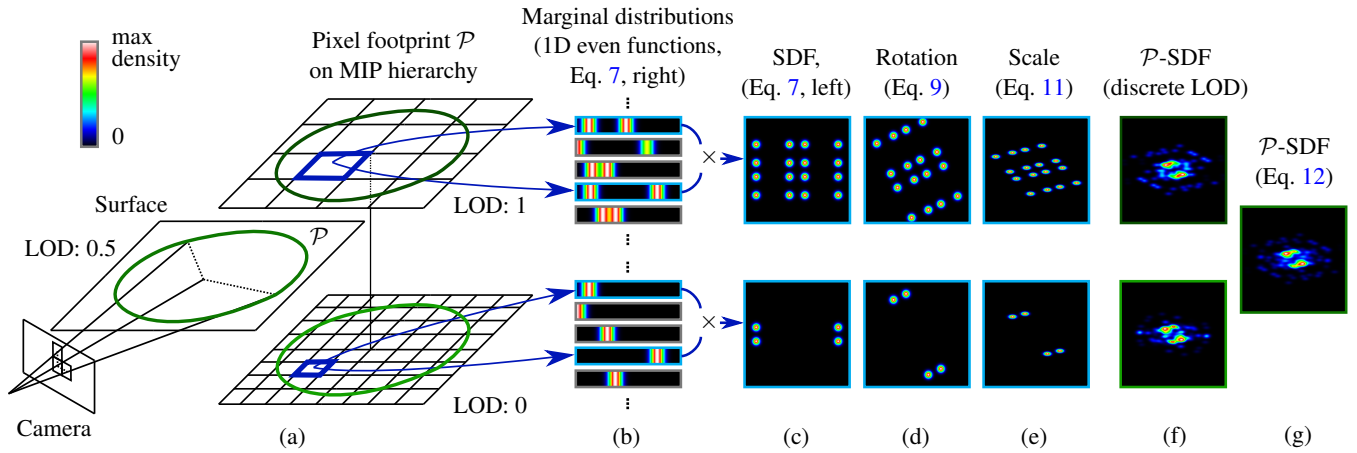 max
density
0
Pixel footprint 𝒫
on MIP hierarchy
Marginal distributions
(1D even functions,
Eq. 7, right)
SDF,
(Eq. 7, left)
Rotation
(Eq. 9)
Scale
(Eq. 11)
𝒫-SDF
(discrete LOD)
𝒫-SDF
(Eq. 12)
×
LOD: 1
Surface
LOD: 0.5
𝒫
×
LOD: 0
Camera
(a)
(b)
(c)
(d)
(e)
(f)
(g)